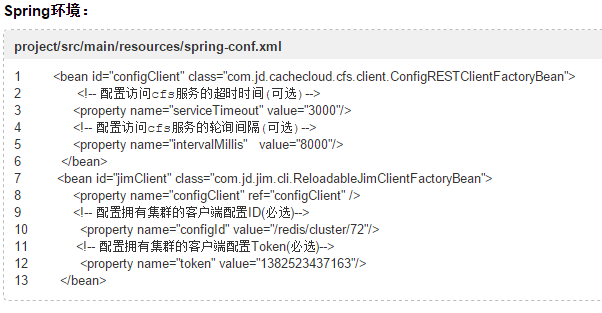 Spring环境：
project/src/main/resources/spring-conf.xml
1 <bean id="configClient" class="com.jd.cachecloud.cfs.client.ConfigRESTClientFactoryBean">
2 <!-- 配置访问cfs服务的超时时间(可选)-->
3 <property name="serviceTimeout" value="3000"/>
4 <!-- 配置访问cfs服务的轮询间隔(可选)-->
5 <property name="intervalMillis" value="8000"/>
6 </bean>
7 <bean id="jimClient" class="com.jd.jim.cli.ReloadableJimClientFactoryBean">
8 <property name="configClient" ref="configClient" />
9 <!-- 配置拥有集群的客户端配置ID(必选)-->
10 <property name="configId" value="/redis/cluster/72"/>
11 <!-- 配置拥有集群的客户端配置Token(必选)-->
12 <property name="token" value="1382523437163"/>
13 </bean>